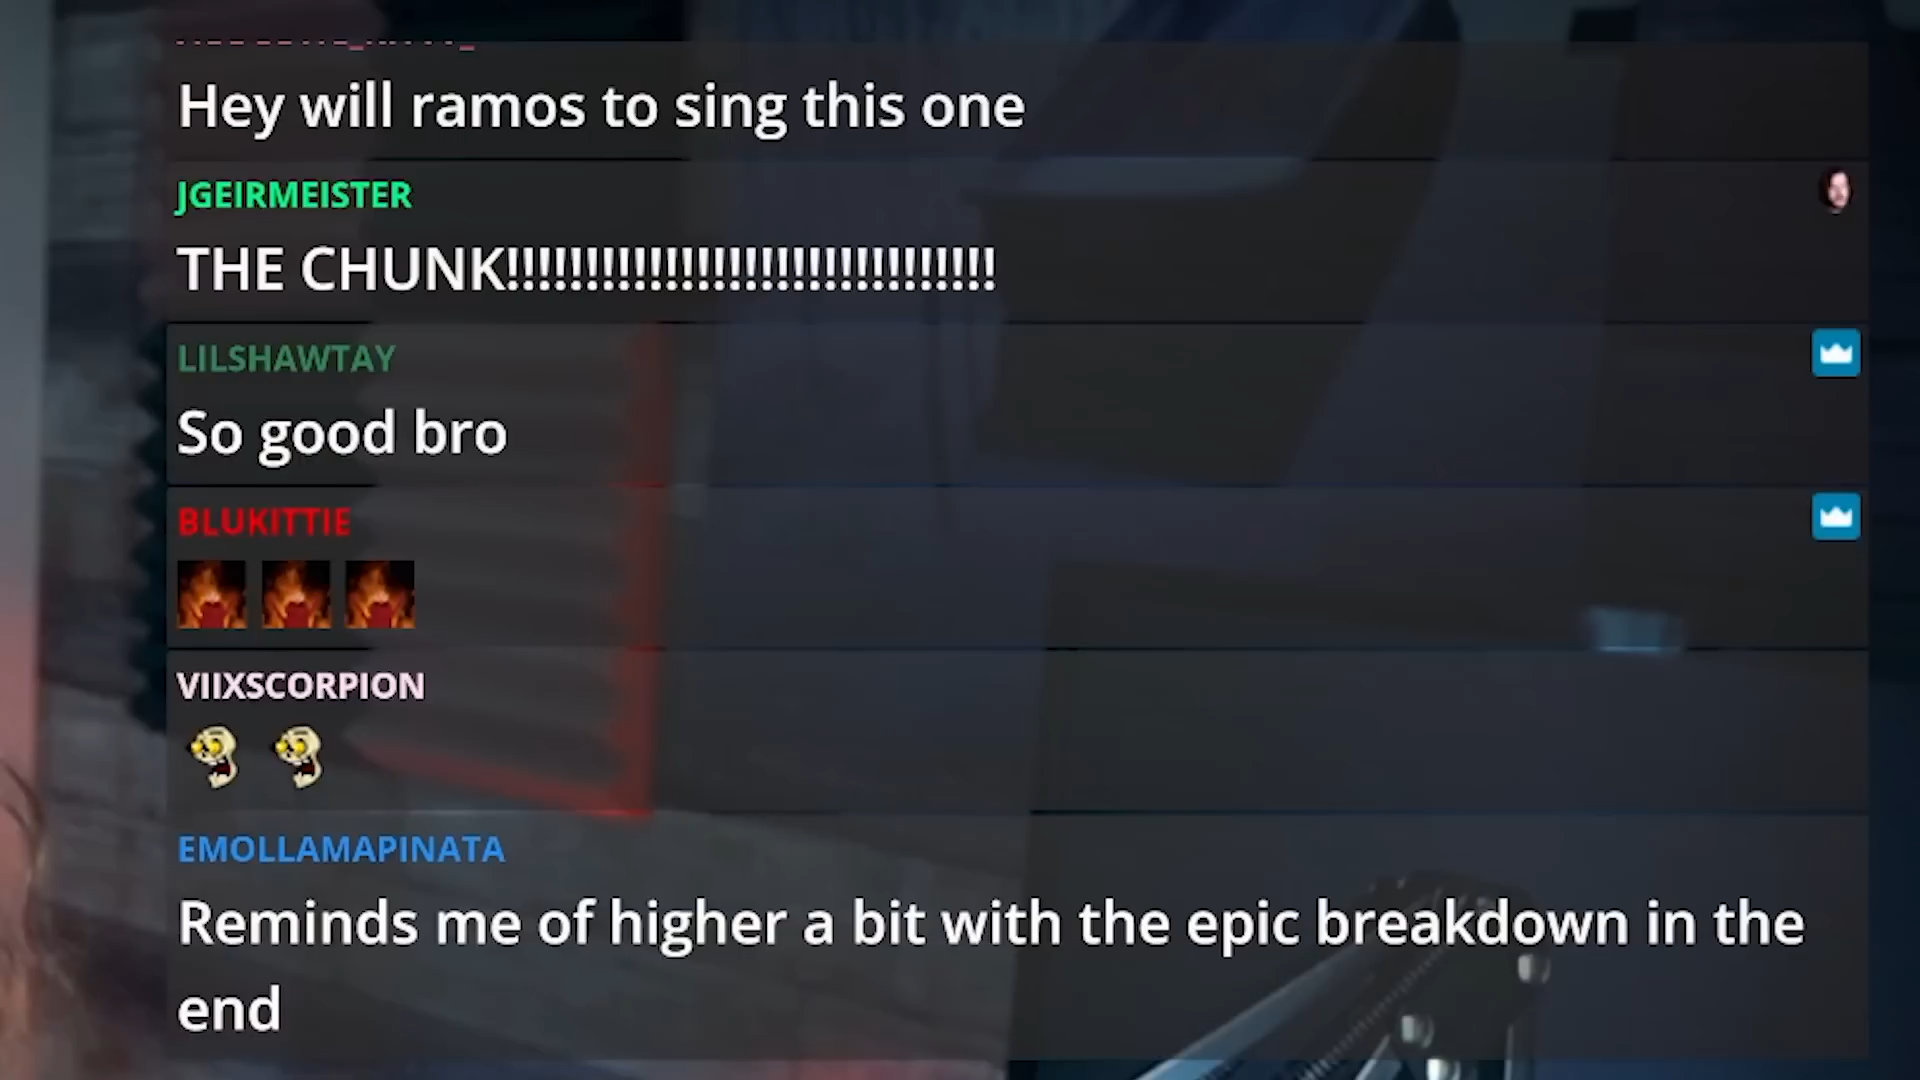 Hey will ramos to sing this one
JGEIRMEISTER
THE CHUNK!!!!!!!!!!!!!!!!!!!!!!!!!!!!!!!
LILSHAWTAY
So good bro
BLUKITTIE
VIIXSCORPION
EMOLLAMAPINATA
Reminds me of higher a bit with the epic breakdown in the
end